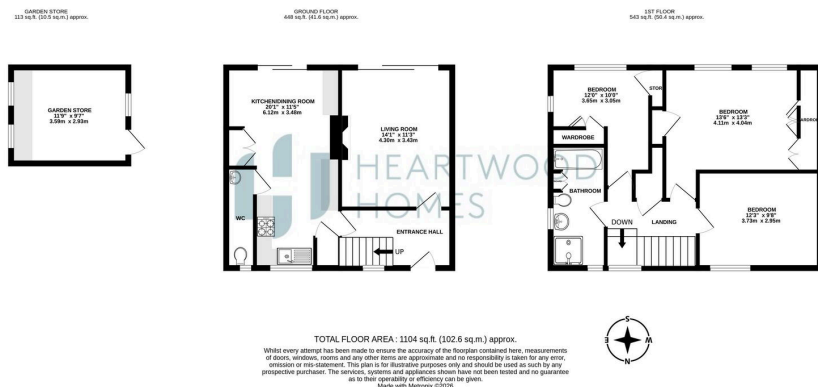 GARDEN STORE
113 sq.ft. (10.5 sq.m.) approx.
GROUND FLOOR
448 sq.ft. (41.6 sq.m.) approx.
1ST FLOOR
543 sq.ft. (50.4 sq.m.) approx.
GARDEN STORE
11'9" x 9'7"
3.59m x 2.93m
KITCHEN/DINING ROOM
20'1" x 11'5"
6.12m x 3.48m
LIVING ROOM
14'1" x 11'3"
4.30m x 3.43m
WC
ENTRANCE HALL
UP
BEDROOM
12'0" x 10'0"
3.65m x 3.05m
STOR
BEDROOM
13'6" x 13'3"
4.11m x 4.04m
WARDROBE
BATHROOM
BEDROOM
12'3" x 9'8"
3.73m x 2.95m
DOWN
LANDING
HEARTWOOD
HOMES
S
E
W
N
TOTAL FLOOR AREA : 1104 sq.ft. (102.6 sq.m.) approx.
Whilst every attempt has been made to ensure the accuracy of the floorplan contained here, measurements
of doors, windows, rooms and any other items are approximate and no responsibility is taken for any error,
omission or mis-statement. This plan is for illustrative purposes only and should be used as such by any
prospective purchaser. The services, systems and appliances shown have not been tested and no guarantee
as to their operability or efficiency can be given.
Made with Metropix ©2026